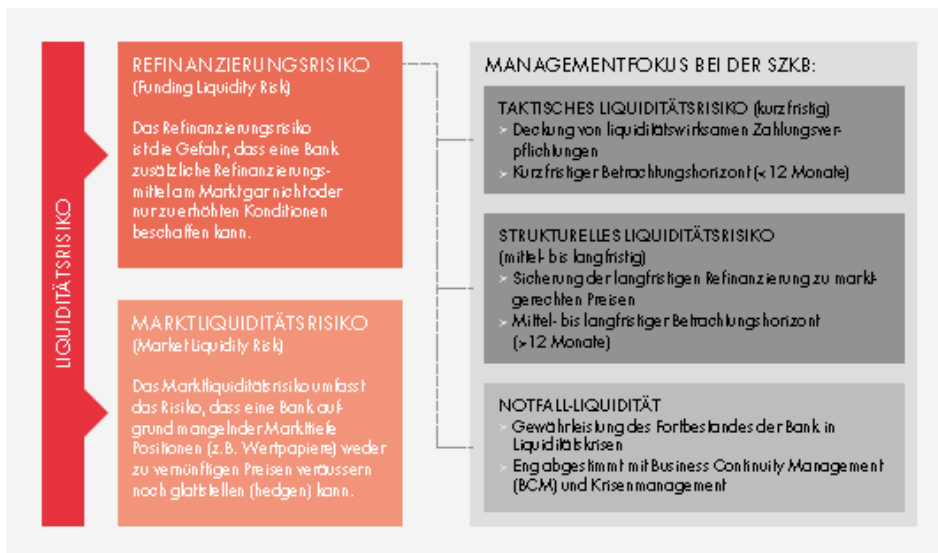 LIQUIDITÄTSRISIKO
REFINANZIERUNGSRISIKO
(Funding Liquidity Risk)
Das Refinanzierungsrisiko
ist die Gefahr, dass eine Bank
zusätzliche Refinanzierungs-
mittel am Markt gar nicht oder
nur zu erhöhten Konditionen
beschaffen kann.
MARKTLIQUIDITÄTSRISIKO
(Market Liquidity Risk)
Das Marktliquiditätsrisiko umfasst
das Risiko, dass eine Bank auf-
grund mangelnder Markttiefe
Positionen (z.B. Wertpapiere) weder
zu vernünftigen Preisen veräussern
noch glattstellen (hedgen) kann.
MANAGEMENTFOKUS BEI DER SZKB:
TAKTISCHES LIQUIDITÄTSRISIKO (kurzfristig)
> Deckung von liquiditätswirksamen Zahlungsver-
pflichtungen
> Kurzfristiger Betrachtungshorizont (< 12 Monate)
STRUKTURELLES LIQUIDITÄTSRISIKO
(mittel- bis langfristig)
> Sicherung der langfristigen Refinanzierung zu markt-
gerechten Preisen
> Mittel- bis langfristiger Betrachtungshorizont
(>12 Monate)
NOTFALL-LIQUIDITÄT
> Gewährleistung des Fortbestandes der Bank in
Liquiditätskrisen
> Eng abgestimmt mit Business Continuity Management
(BCM) und Krisenmanagement